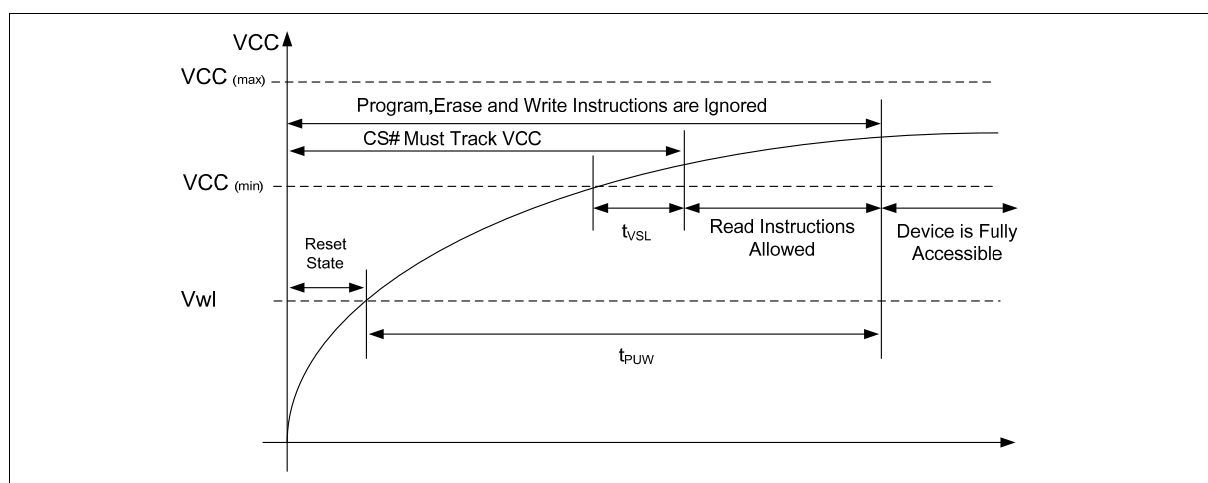 VCC
VCC (max)
Program,Erase and Write Instructions are Ignored
CS# Must Track VCC
VCC (min)
tVSL
Read Instructions
Allowed
Device is Fully
Accessible
Reset
State
Vwl
tPUW